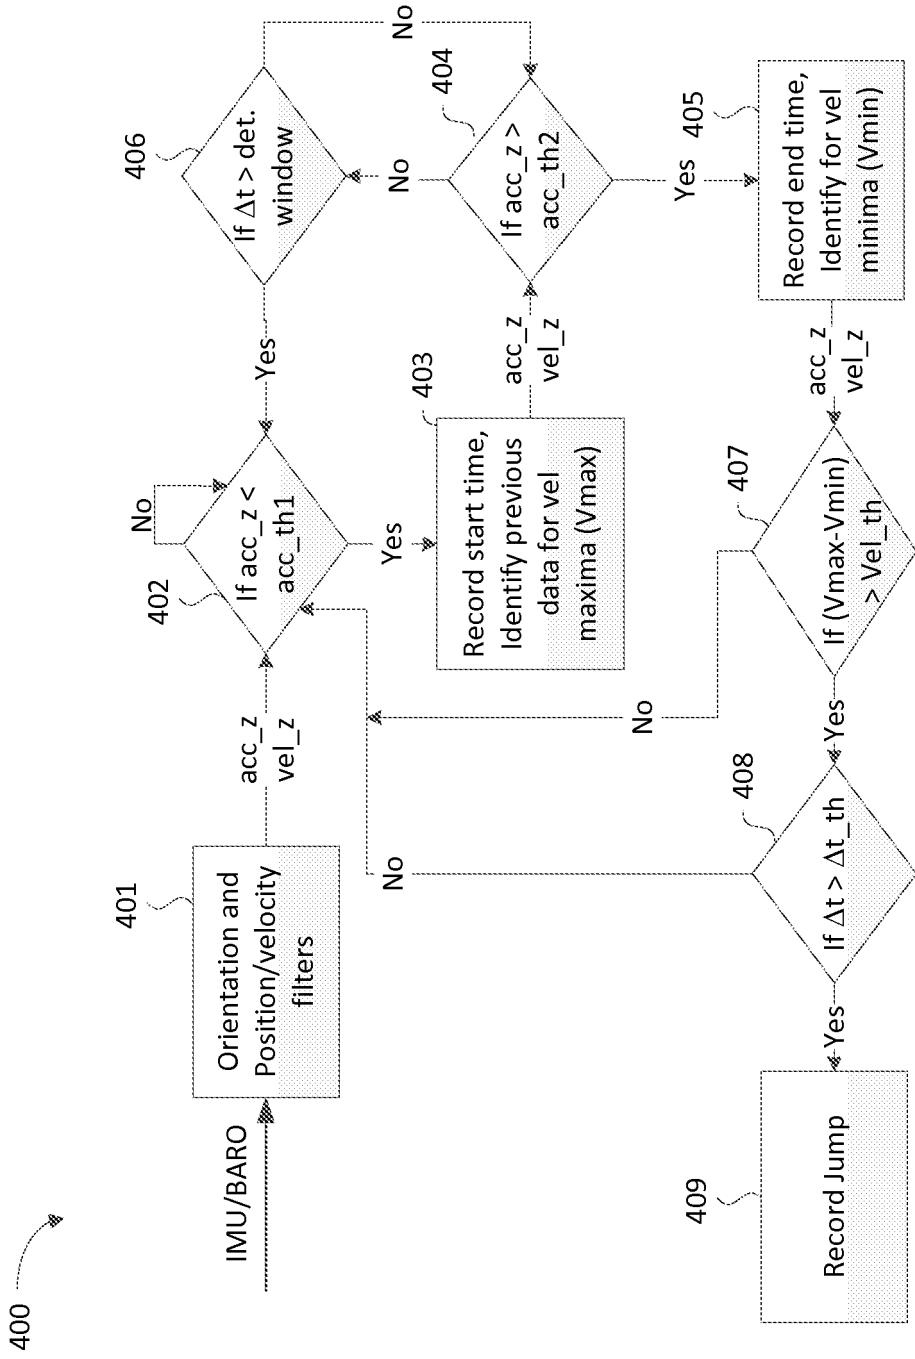 400
IMU/BARO
401
Orientation and
Position/velocity
filters
acc_z
vel_z
402
If acc_z <
acc_th1
No
Yes
403
Record start time,
Identify previous
data for vel
maxima (Vmax)
acc_z
vel_z
404
If acc_z >
acc_th2
No
Yes
406
If Δt > det.
window
Yes
No
405
Record end time,
Identify for vel
minima (Vmin)
acc_z
vel_z
407
If (Vmax-Vmin)
> Vel_th
No
Yes
408
If Δt > Δt_th
No
Yes
409
Record Jump